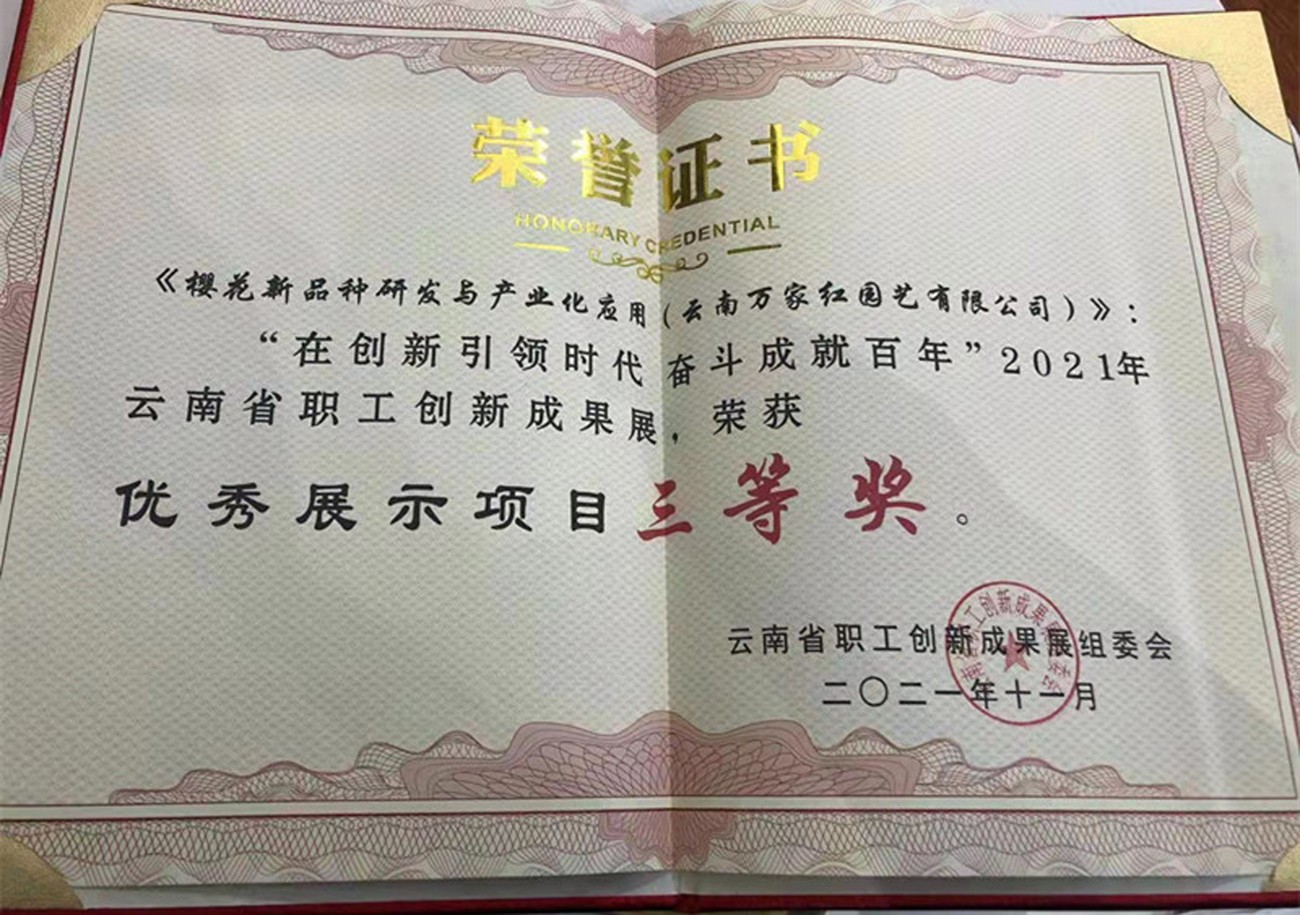 荣誉证书
HONORARY CREDENTIAL
《樱花新品种研发与产业化应用（云南万家红园艺有限公司）》：
“在创新引领时代 奋斗成就百年”2021年
云南省职工创新成果展，荣获
优秀展示项目三等奖。
云南省职工创新成果展组委会
二〇二一年十一月